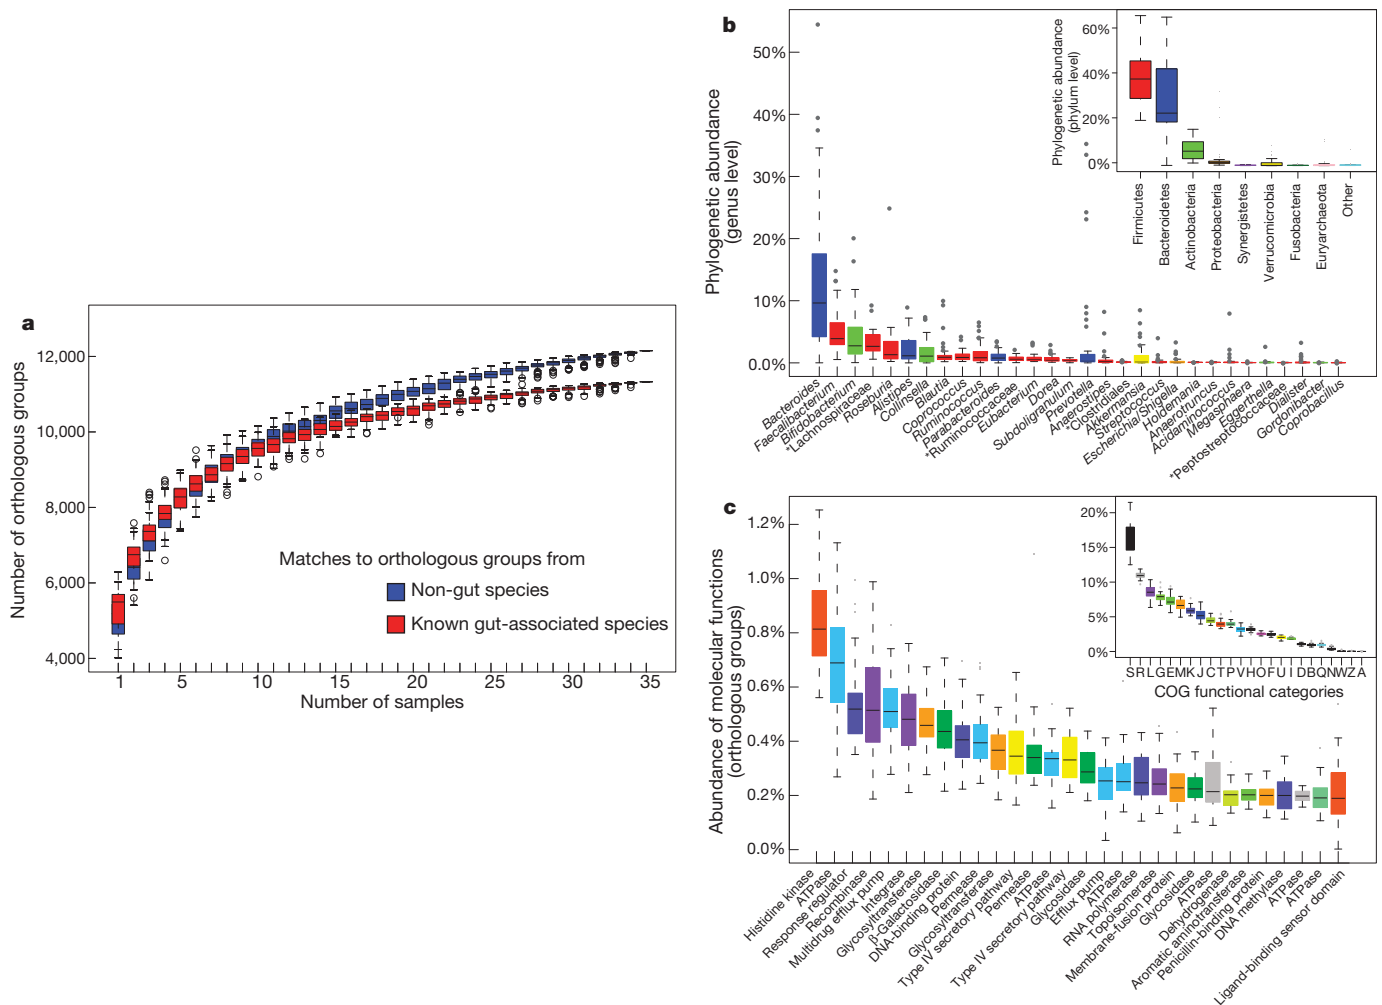 a
Number of orthologous groups
12,000
10,000
8,000
6,000
4,000
Matches to orthologous groups from
Non-gut species
Known gut-associated species
1
5
10
15
20
25
30
35
Number of samples
b
Phylogenetic abundance
(genus level)
50%
40%
30%
20%
10%
0.0%
Bacteroides
Faecalibacterium
Bifidobacterium
*Lachnospiraceae
Roseburia
Alistipes
Collinsella
Blautia
Coprococcus
Ruminococcus
Parabacteroides
*Ruminococcaceae
Eubacterium
Dorea
Subdoligranulum
Prevotella
Anaerostipes
Clostridiales
Akkermansia
Streptococcus
Escherichia/Shigella
Holdemania
Anaerotruncus
Acidaminococcus
Megasphaera
Eggerthella
*Peptostreptococcaceae
Dialister
Gordonibacter
Coprobacillus
Phylogenetic abundance
(phylum level)
60%
40%
20%
0%
Firmicutes
Bacteroidetes
Actinobacteria
Proteobacteria
Synergistetes
Verrucomicrobia
Fusobacteria
Euryarchaeota
Other
c
Abundance of molecular functions
(orthologous groups)
1.2%
1.0%
0.8%
0.6%
0.4%
0.2%
0.0%
Histidine kinase
ATPase
Response regulator
Recombinase
Multidrug efflux pump
Integrase
Glycosyltransferase
β-Galactosidase
DNA-binding protein
Permease
Glycosyltransferase
Type IV secretory pathway
Permease
ATPase
Type IV secretory pathway
Glycosidase
Efflux pump
ATPase
RNA polymerase
Topoisomerase
Membrane-fusion protein
Glycosidase
ATPase
Dehydrogenase
Aromatic aminotransferase
Penicillin-binding protein
DNA methylase
ATPase
ATPase
Ligand-binding sensor domain
20%
15%
10%
5%
0%
SRLGEMKJCTPVHOFUIDBQNWZA
COG functional categories